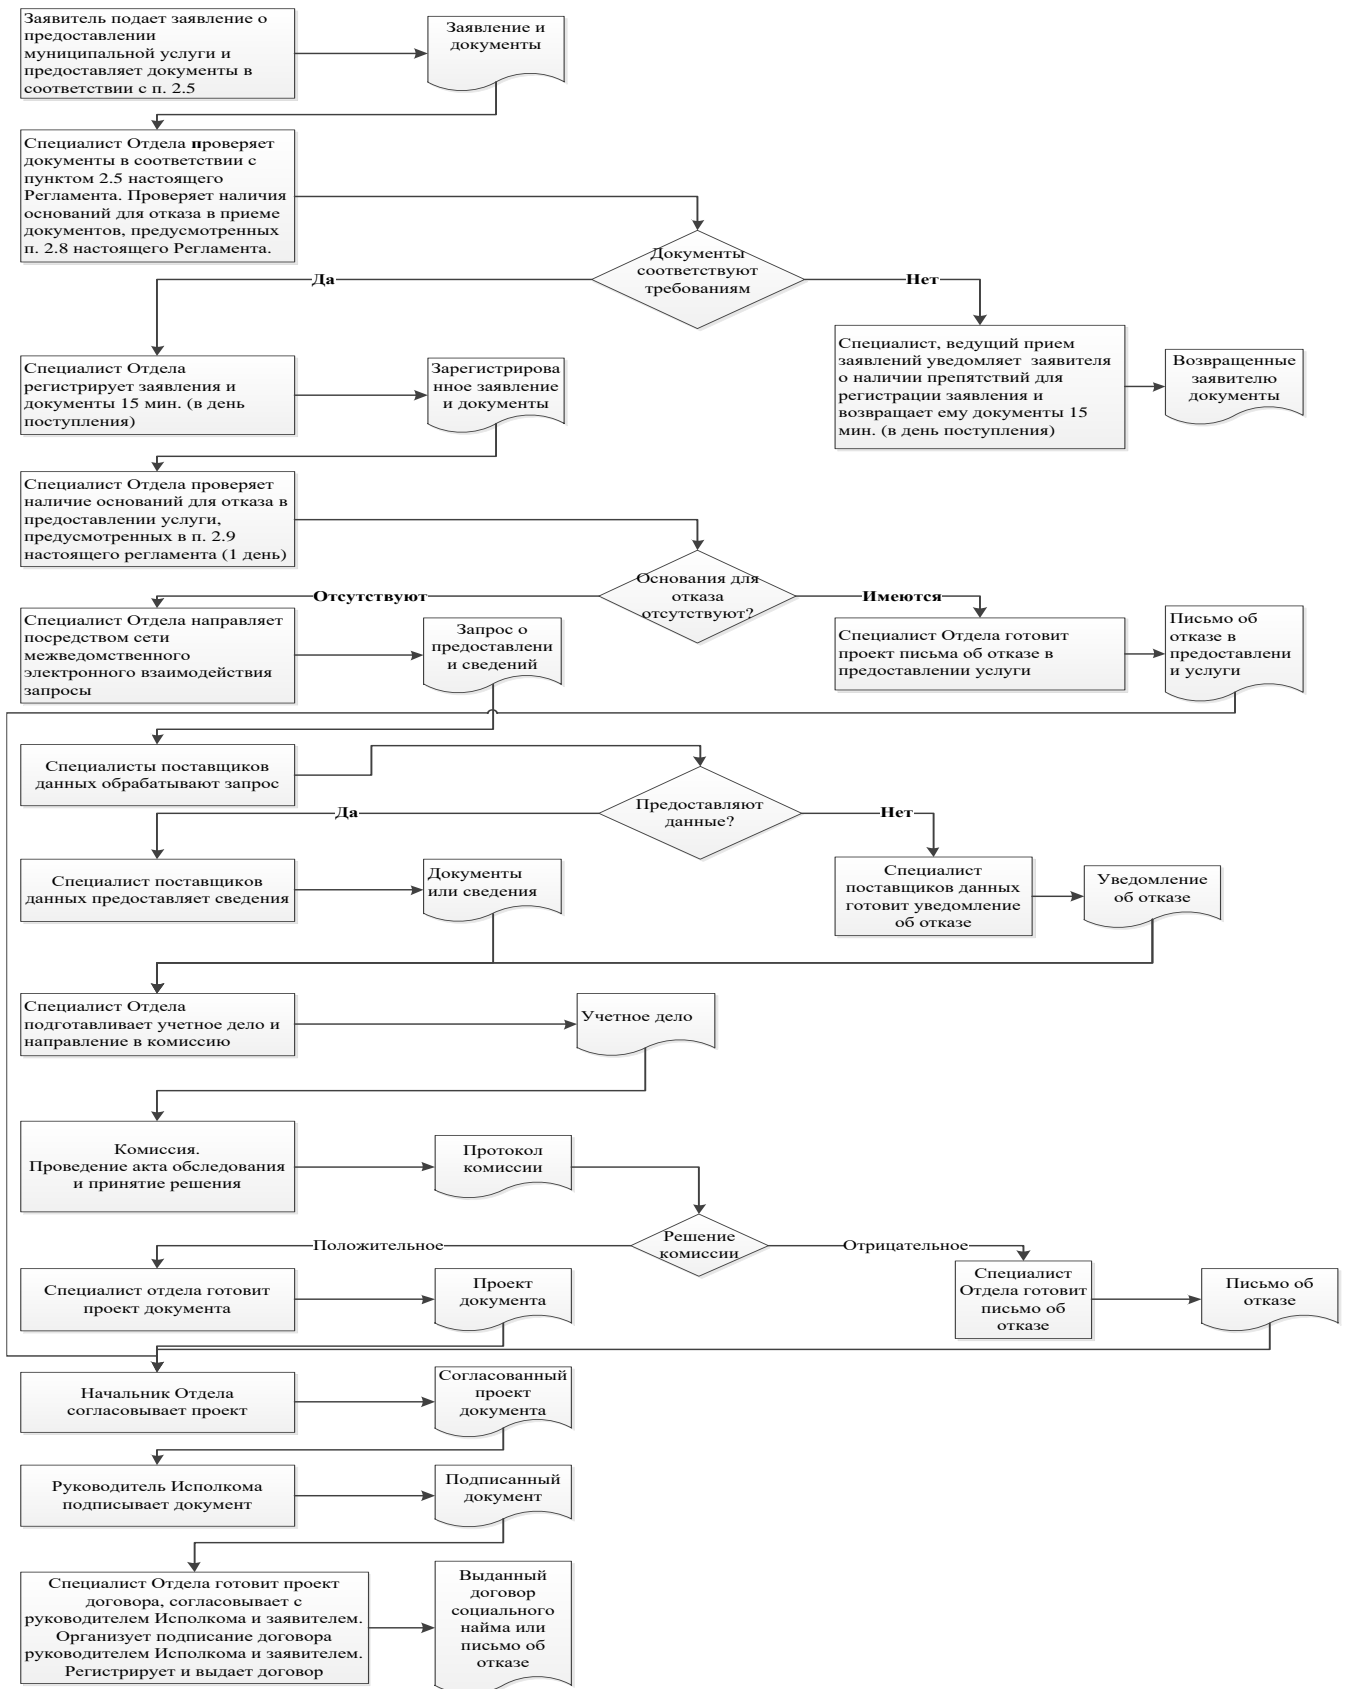 Заявитель подает заявление о
предоставлении
муниципальной услуги и
предоставляет документы в
соответствии с п. 2.5
Заявление и
документы
Специалист Отдела проверяет
документы в соответствии с
пунктом 2.5 настоящего
Регламента. Проверяет наличия
оснований для отказа в приеме
документов, предусмотренных
п. 2.8 настоящего Регламента.
Документы
соответствуют
требованиям
Да
Нет
Специалист Отдела
регистрирует заявления и
документы 15 мин. (в день
поступления)
Зарегистрирова
нное заявление
и документы
Специалист, ведущий прием
заявлений уведомляет заявителя
о наличии препятствий для
регистрации заявления и
возвращает ему документы 15
мин. (в день поступления)
Возвращенные
заявителю
документы
Специалист Отдела проверяет
наличие оснований для отказа в
предоставлении услуги,
предусмотренных в п. 2.9
настоящего регламента (1 день)
Основания для
отказа
отсутствуют?
Отсутствуют
Имеются
Специалист Отдела направляет
посредством сети
межведомственного
электронного взаимодействия
запросы
Запрос о
предоставлени
и сведений
Специалист Отдела готовит
проект письма об отказе в
предоставлении услуги
Письмо об
отказе в
предоставлени
и услуги
Специалисты поставщиков
данных обрабатывают запрос
Предоставляют
данные?
Да
Нет
Специалист поставщиков
данных предоставляет сведения
Документы
или сведения
Специалист
поставщиков данных
готовит уведомление
об отказе
Уведомление
об отказе
Специалист Отдела
подготавливает учетное дело и
направление в комиссию
Учетное дело
Комиссия.
Проведение акта обследования
и принятие решения
Протокол
комиссии
Решение
комиссии
Положительное
Отрицательное
Специалист отдела готовит
проект документа
Проект
документа
Специалист
Отдела готовит
письмо об
отказе
Письмо об
отказе
Начальник Отдела
согласовывает проект
Согласованный
проект
документа
Руководитель Исполкома
подписывает документ
Подписанный
документ
Специалист Отдела готовит проект
договора, согласовывает с
руководителем Исполкома и заявителем.
Организует подписание договора
руководителем Исполкома и заявителем.
Регистрирует и выдает договор
Выданный
договор
социального
найма или
письмо об
отказе